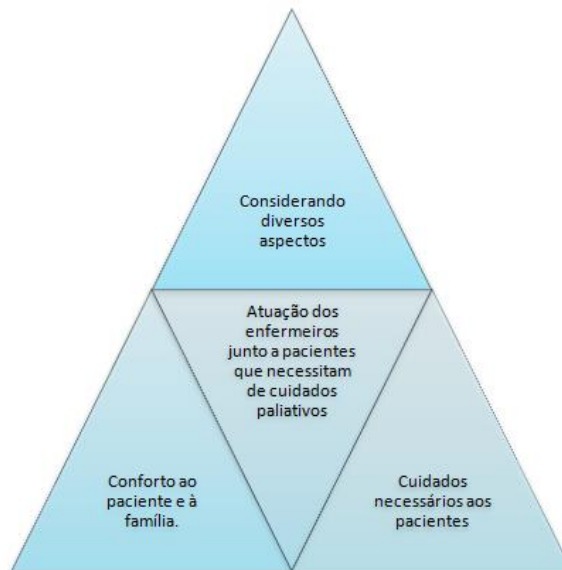 Considerando
diversos
aspectos
Atuação dos
enfermeiros
junto a pacientes
que necessitam
de cuidados
paliativos
Conforto ao
paciente e à
família.
Cuidados
necessários aos
pacientes